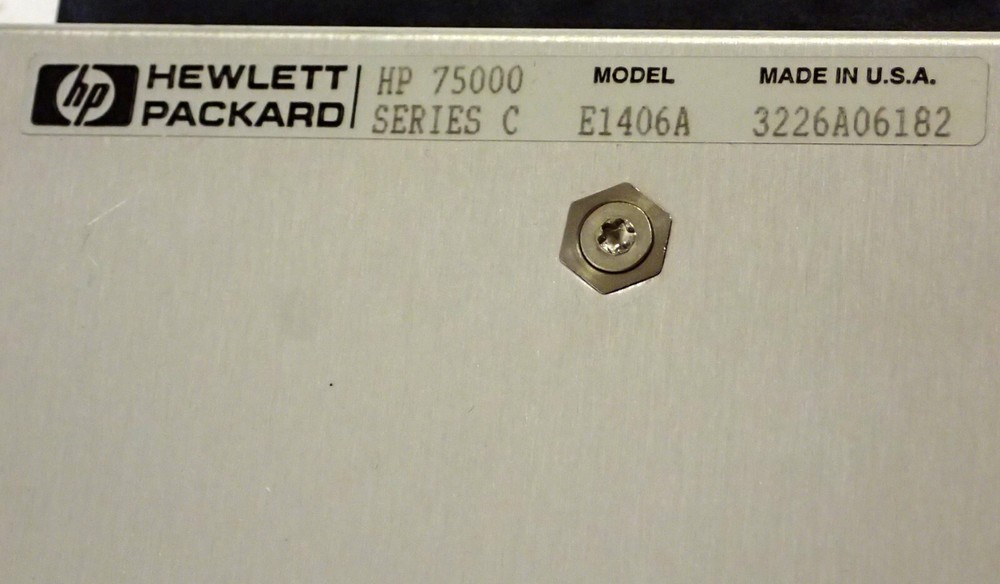 hp HEWLETT PACKARD
HP 75000 SERIES C
MODEL E1406A
MADE IN U.S.A.
3226A06182